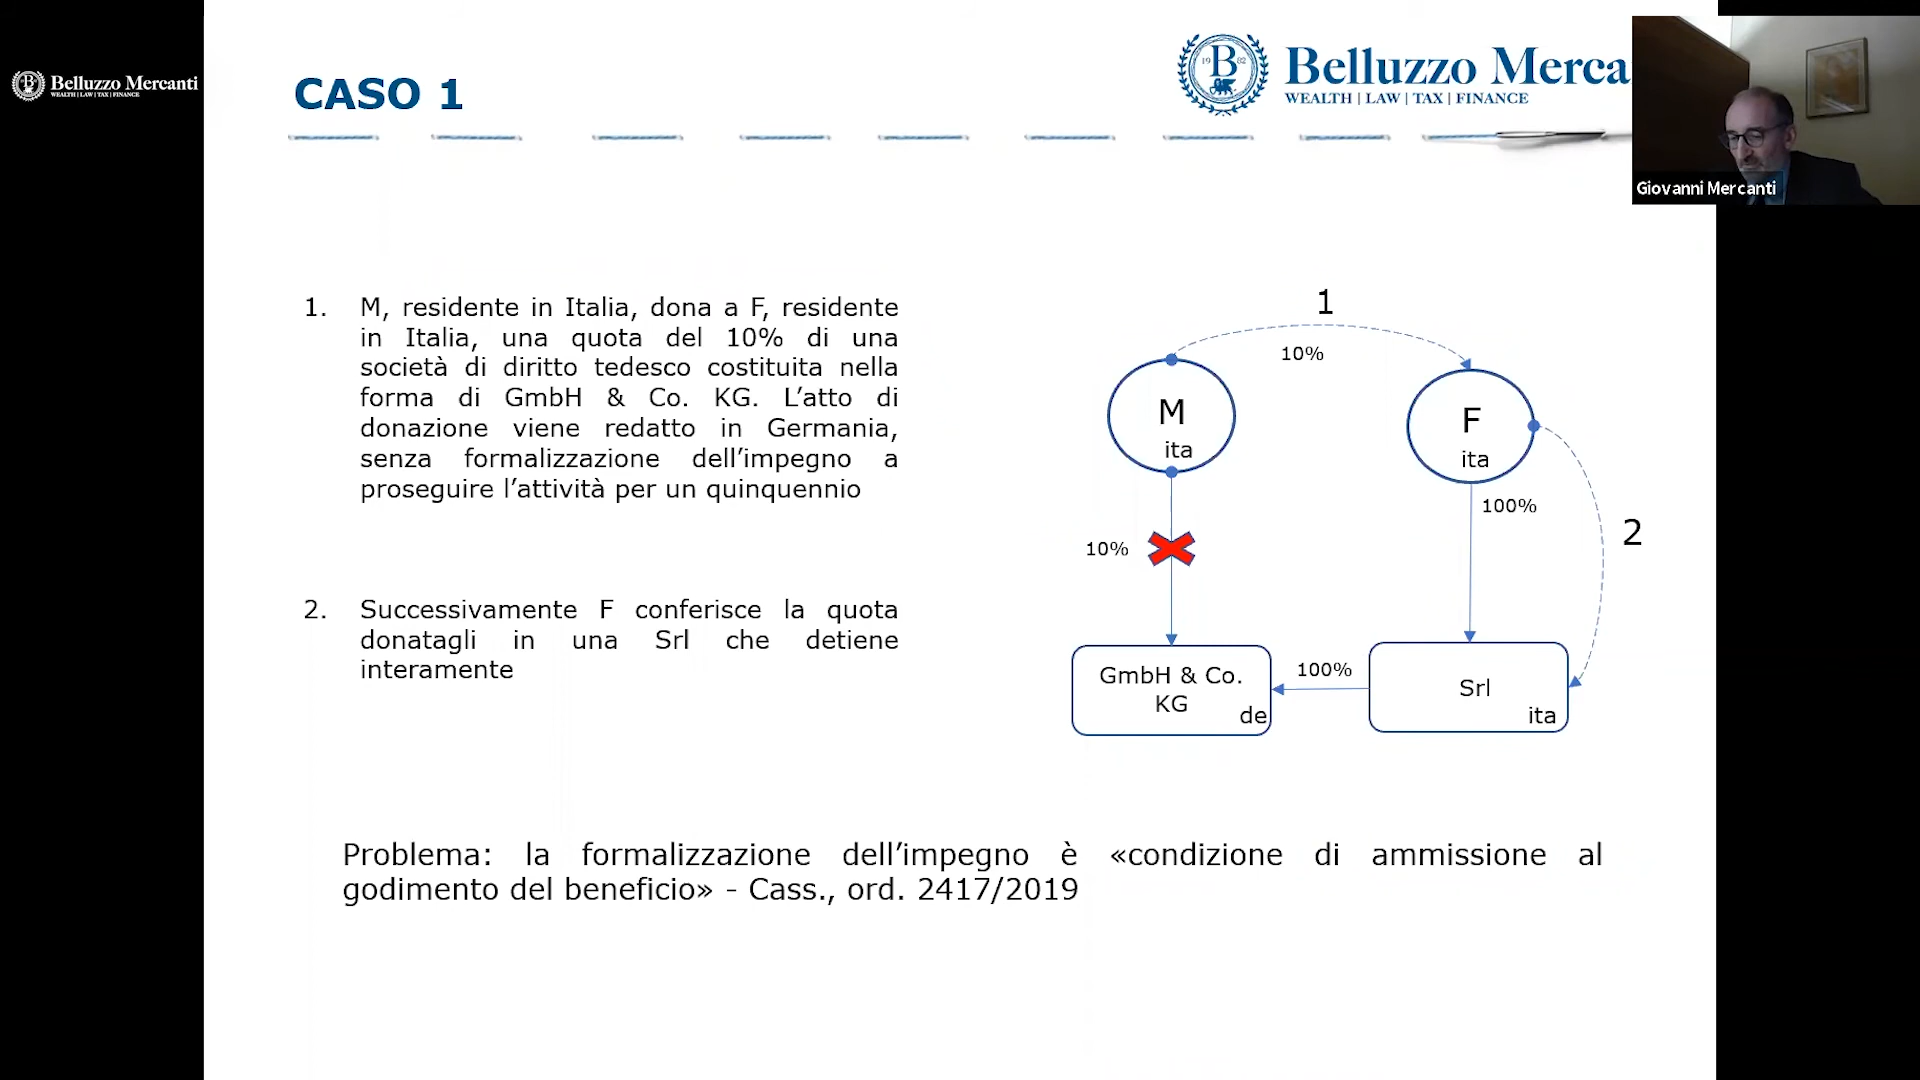 Belluzzo Mercanti
WEALTH | LAW | TAX | FINANCE
CASO 1
19 B 82
Belluzzo Merca
WEALTH | LAW | TAX | FINANCE
Giovanni Mercanti
1. M, residente in Italia, dona a F, residente
in Italia, una quota del 10% di una
società di diritto tedesco costituita nella
forma di GmbH & Co. KG. L’atto di
donazione viene redatto in Germania,
senza formalizzazione dell’impegno a
proseguire l’attività per un quinquennio
2. Successivamente F conferisce la quota
donatagli in una Srl che detiene
interamente
1
10%
M
ita
F
ita
100%
2
10%
GmbH & Co.
KG
de
100%
Srl
ita
Problema: la formalizzazione dell’impegno è «condizione di ammissione al
godimento del beneficio» - Cass., ord. 2417/2019